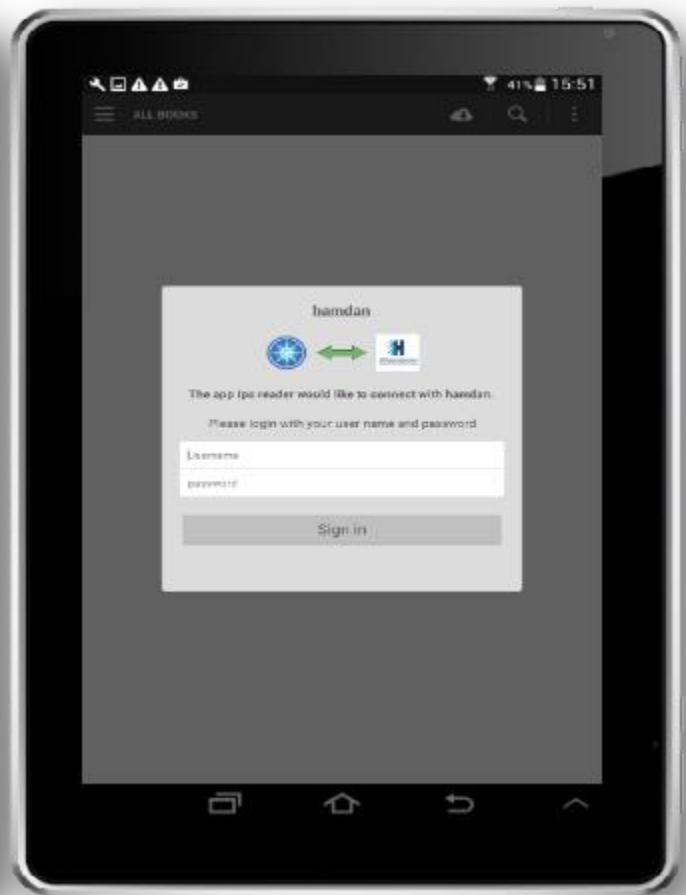 41% 15:51
ALL BOOKS
hamdan
H
The app ips reader would like to connect with hamdan.
Please login with your user name and password
Username
password
Sign in